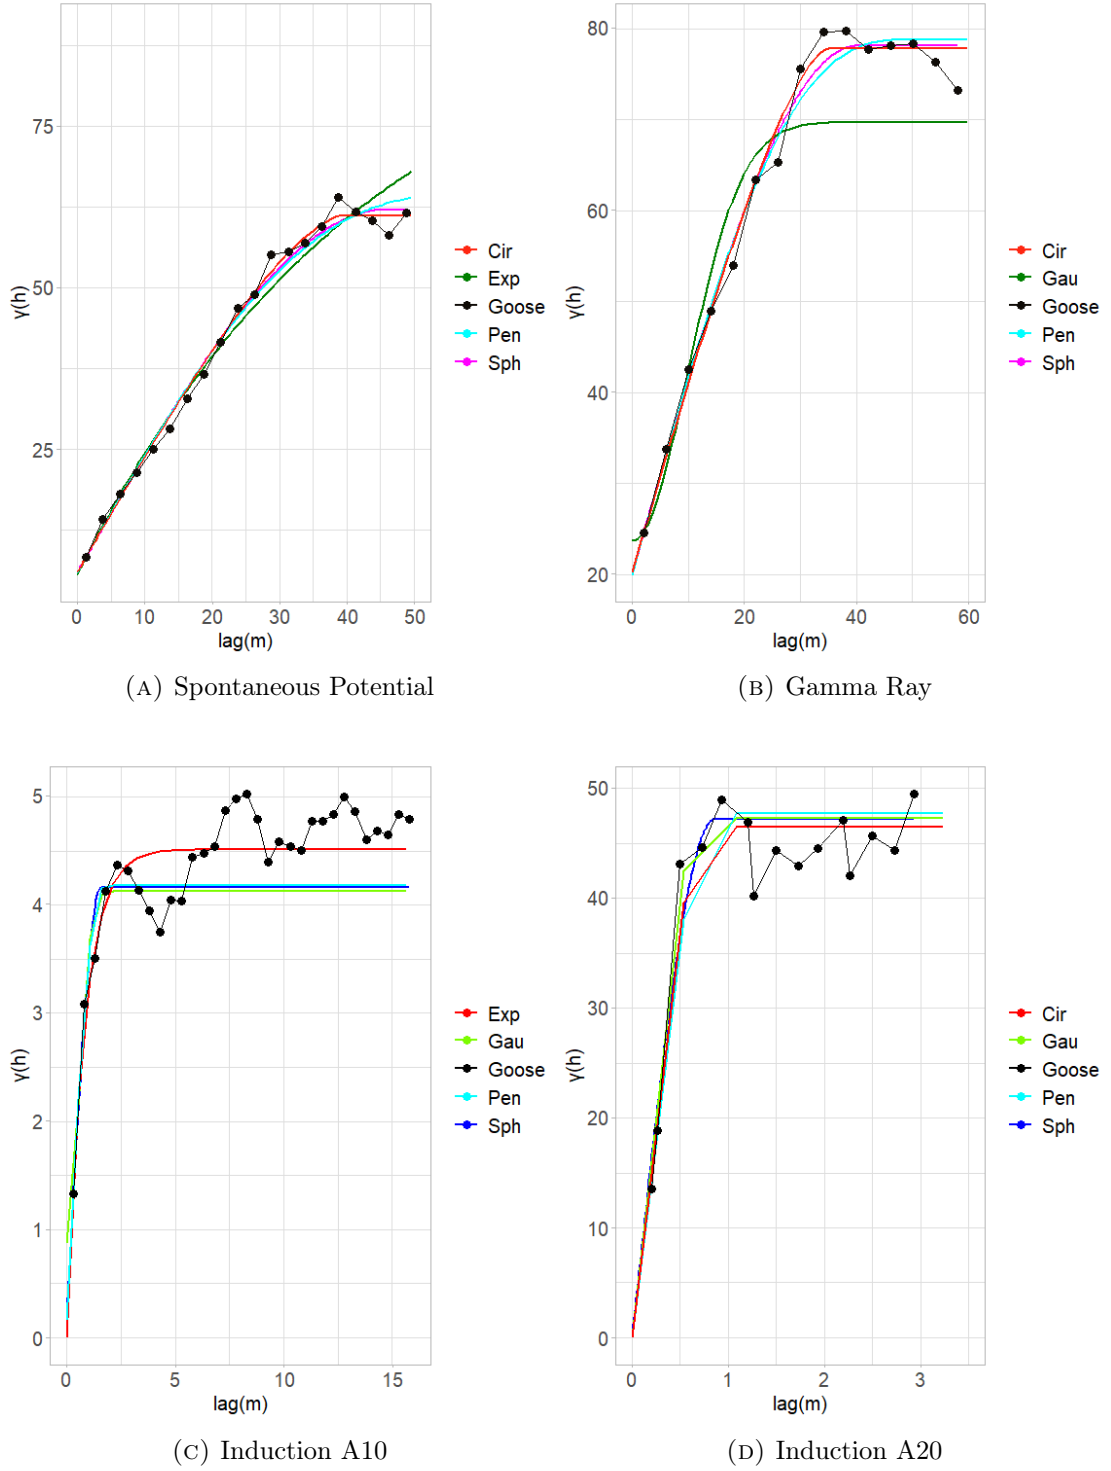 75
50
25
γ(h)
0 10 20 30 40 50
lag(m)
Cir
Exp
Goose
Pen
Sph
(A) Spontaneous Potential
80
60
40
20
γ(h)
0 20 40 60
lag(m)
Cir
Gau
Goose
Pen
Sph
(B) Gamma Ray
5
4
3
2
1
0
γ(h)
0 5 10 15
lag(m)
Exp
Gau
Goose
Pen
Sph
(C) Induction A10
50
40
30
20
10
0
γ(h)
0 1 2 3
lag(m)
Cir
Gau
Goose
Pen
Sph
(D) Induction A20